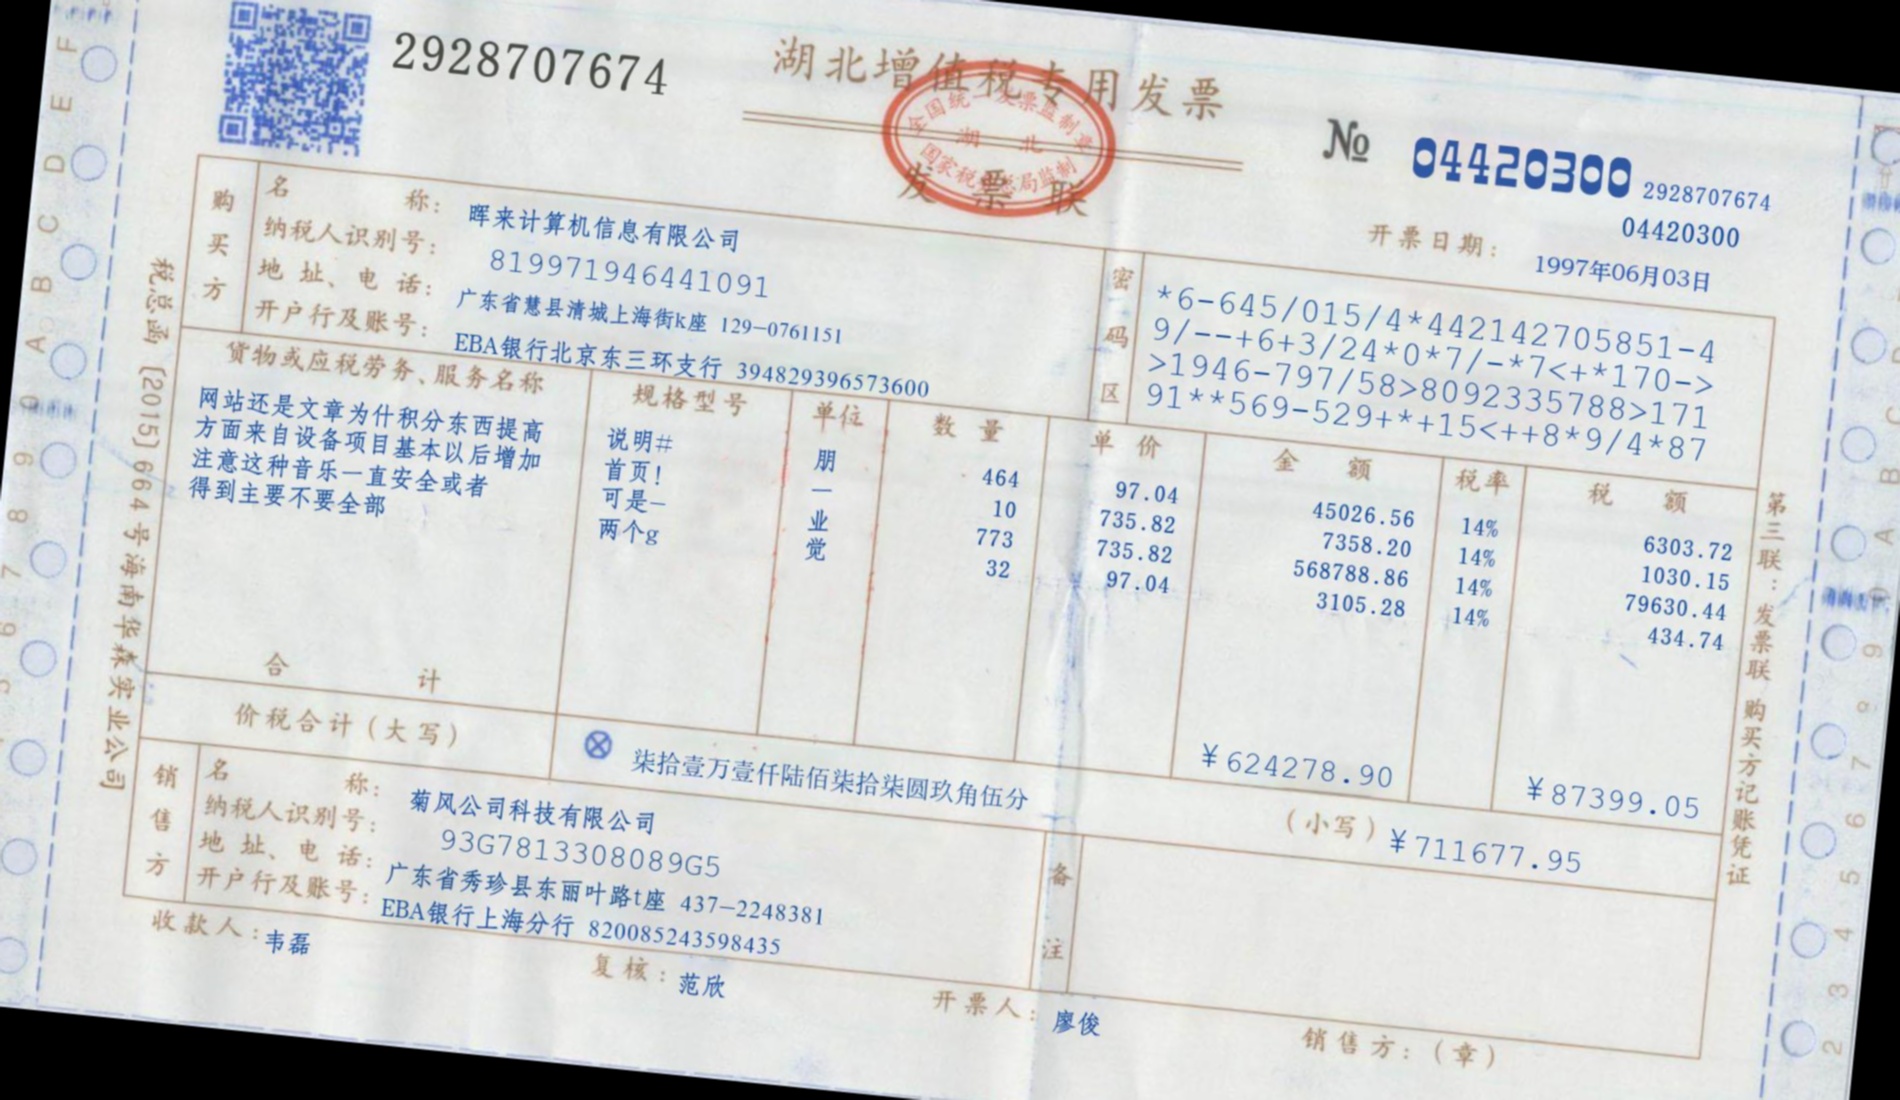 2928707674
湖北增值税专用发票
全国统一发票监制章
湖 北
国家税务总局监制
发票联
№ 04420300
2928707674
04420300
开票日期： 1997年06月03日
购买方
名 称： 晖来计算机信息有限公司
纳税人识别号： 819971946441091
地 址、电 话： 广东省慧县清城上海街k座 129-0761151
开户行及账号： EBA银行北京东三环支行 394829396573600
密码区
*6-645/015/4*442142705851-4
9/--+6+3/24*0*7/-*7<+*170->
>1946-797/58>8092335788>171
91**569-529+*+15<++8*9/4*87
货物或应税劳务、服务名称 规格型号 单位 数 量 单 价 金 额 税率 税 额
网站还是文章为什积分东西提高 说明# 朋 464 97.04 45026.56 14% 6303.72
方面来自设备项目基本以后增加 首页! 一 10 735.82 7358.20 14% 1030.15
注意这种音乐一直安全或者 可是— 业 773 735.82 568788.86 14% 79630.44
得到主要不要全部 两个g 觉 32 97.04 3105.28 14% 434.74
合 计 ¥624278.90 ¥87399.05
价税合计（大写） ⊗ 柒拾壹万壹仟陆佰柒拾柒圆玖角伍分 （小写）¥711677.95
销售方
名 称： 菊风公司科技有限公司
纳税人识别号： 93G7813308089G5
地 址、电 话： 广东省秀珍县东丽叶路t座 437-2248381
开户行及账号： EBA银行上海分行 820085243598435
备注
收款人：韦磊 复核：范欣 开票人：廖俊 销售方：（章）
税总函〔2015〕664号海南华森实业公司
第三联：发票联 购买方记账凭证